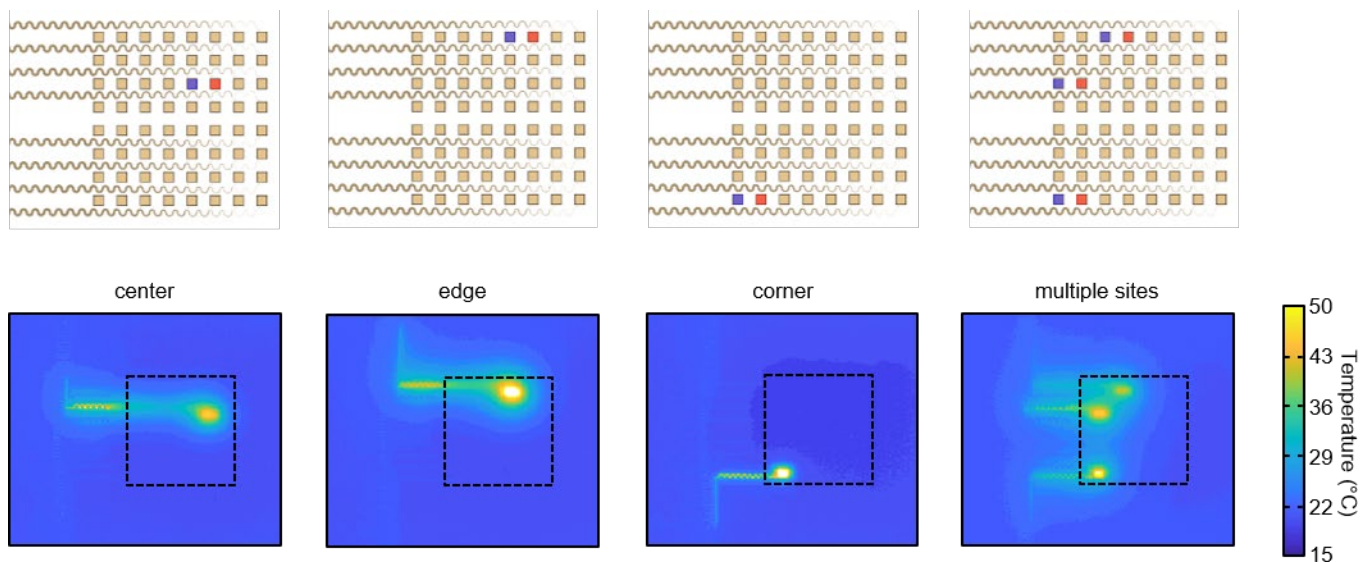 center
edge
corner
multiple sites
50
43
36
29
22
15
Temperature (°C)